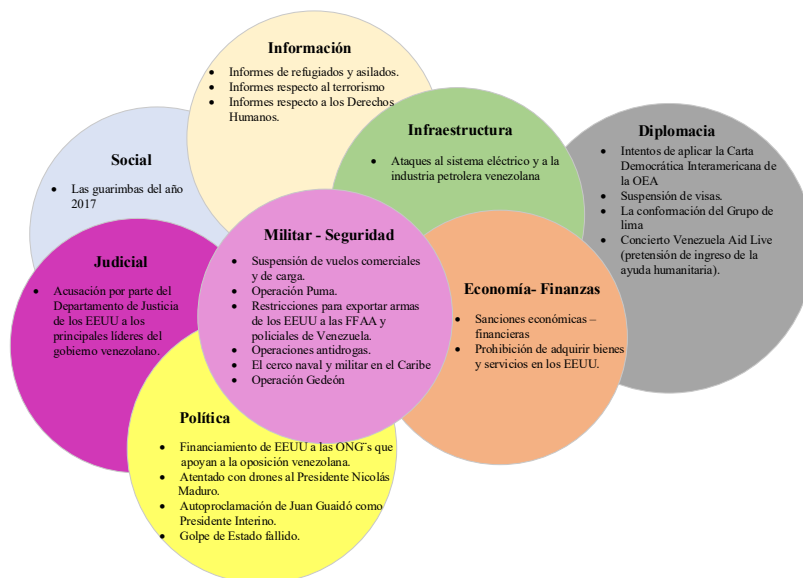 Información
• Informes de refugiados y asilados.
• Informes respecto al terrorismo
• Informes respecto a los Derechos
Humanos.
Infraestructura
• Ataques al sistema eléctrico y a la
industria petrolera venezolana
Diplomacia
• Intentos de aplicar la Carta
Democrática Interamericana de
la OEA
• Suspensión de visas.
• La conformación del Grupo de
lima
• Concierto Venezuela Aid Live
(pretensión de ingreso de la
ayuda humanitaria).
Social
• Las guarimbas del año
2017
Militar - Seguridad
• Suspensión de vuelos comerciales
y de carga.
• Operación Puma.
• Restricciones para exportar armas
de los EEUU a las FFAA y
policiales de Venezuela.
• Operaciones antidrogas.
• El cerco naval y militar en el Caribe
• Operación Gedeón
Judicial
• Acusación por parte del
Departamento de Justicia
de los EEUU a los
principales líderes del
gobierno venezolano.
Economía- Finanzas
• Sanciones económicas –
financieras
• Prohibición de adquirir bienes
y servicios en los EEUU.
Política
• Financiamiento de EEUU a las ONG¨s que
apoyan a la oposición venezolana.
• Atentado con drones al Presidente Nicolás
Maduro.
• Autoproclamación de Juan Guaidó como
Presidente Interino.
• Golpe de Estado fallido.